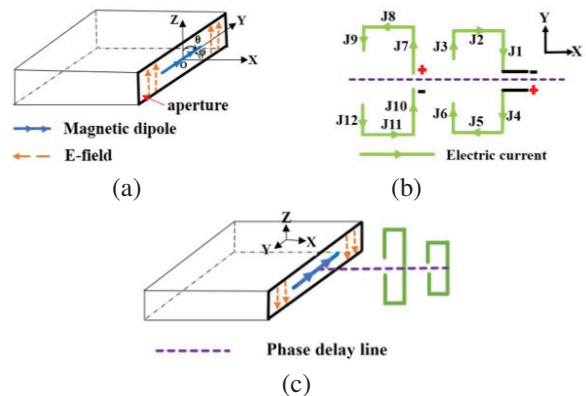 Z
Y
θ
φ
O
X
aperture
Magnetic dipole
E-field
(a)
J8
J9
J7
J3
J2
J1
+
-
-
+
J10
J12
J11
J6
J5
J4
Y
X
Electric current
(b)
Z
X
Y
Phase delay line
(c)